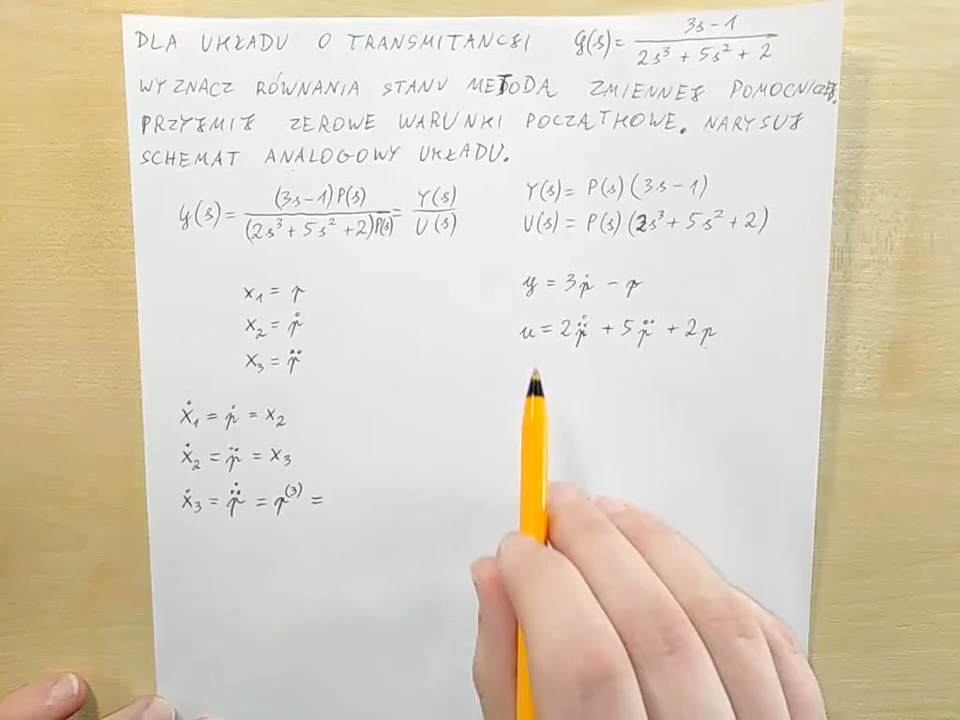 DLA UKŁADU O TRANSMITANCJI G(s) = (3s-1)/(2s³ + 5s² + 2)
WYZNACZ RÓWNANIA STANU METODĄ ZMIENNEJ POMOCNICZEJ.
PRZYJMIJ ZEROWE WARUNKI POCZĄTKOWE. NARYSUJ
SCHEMAT ANALOGOWY UKŁADU.
G(s) = (3s-1)P(s)/(2s³ + 5s² + 2)P(s) = Y(s)/U(s)
Y(s) = P(s)(3s-1)
U(s) = P(s)(2s³ + 5s² + 2)
x₁ = p
x₂ = ṗ
x₃ = p̈
y = 3ṗ - p
u = 2p⃛ + 5p̈ + 2p
ẋ₁ = ṗ = x₂
ẋ₂ = p̈ = x₃
ẋ₃ = p⃛ = p⁽³⁾ =